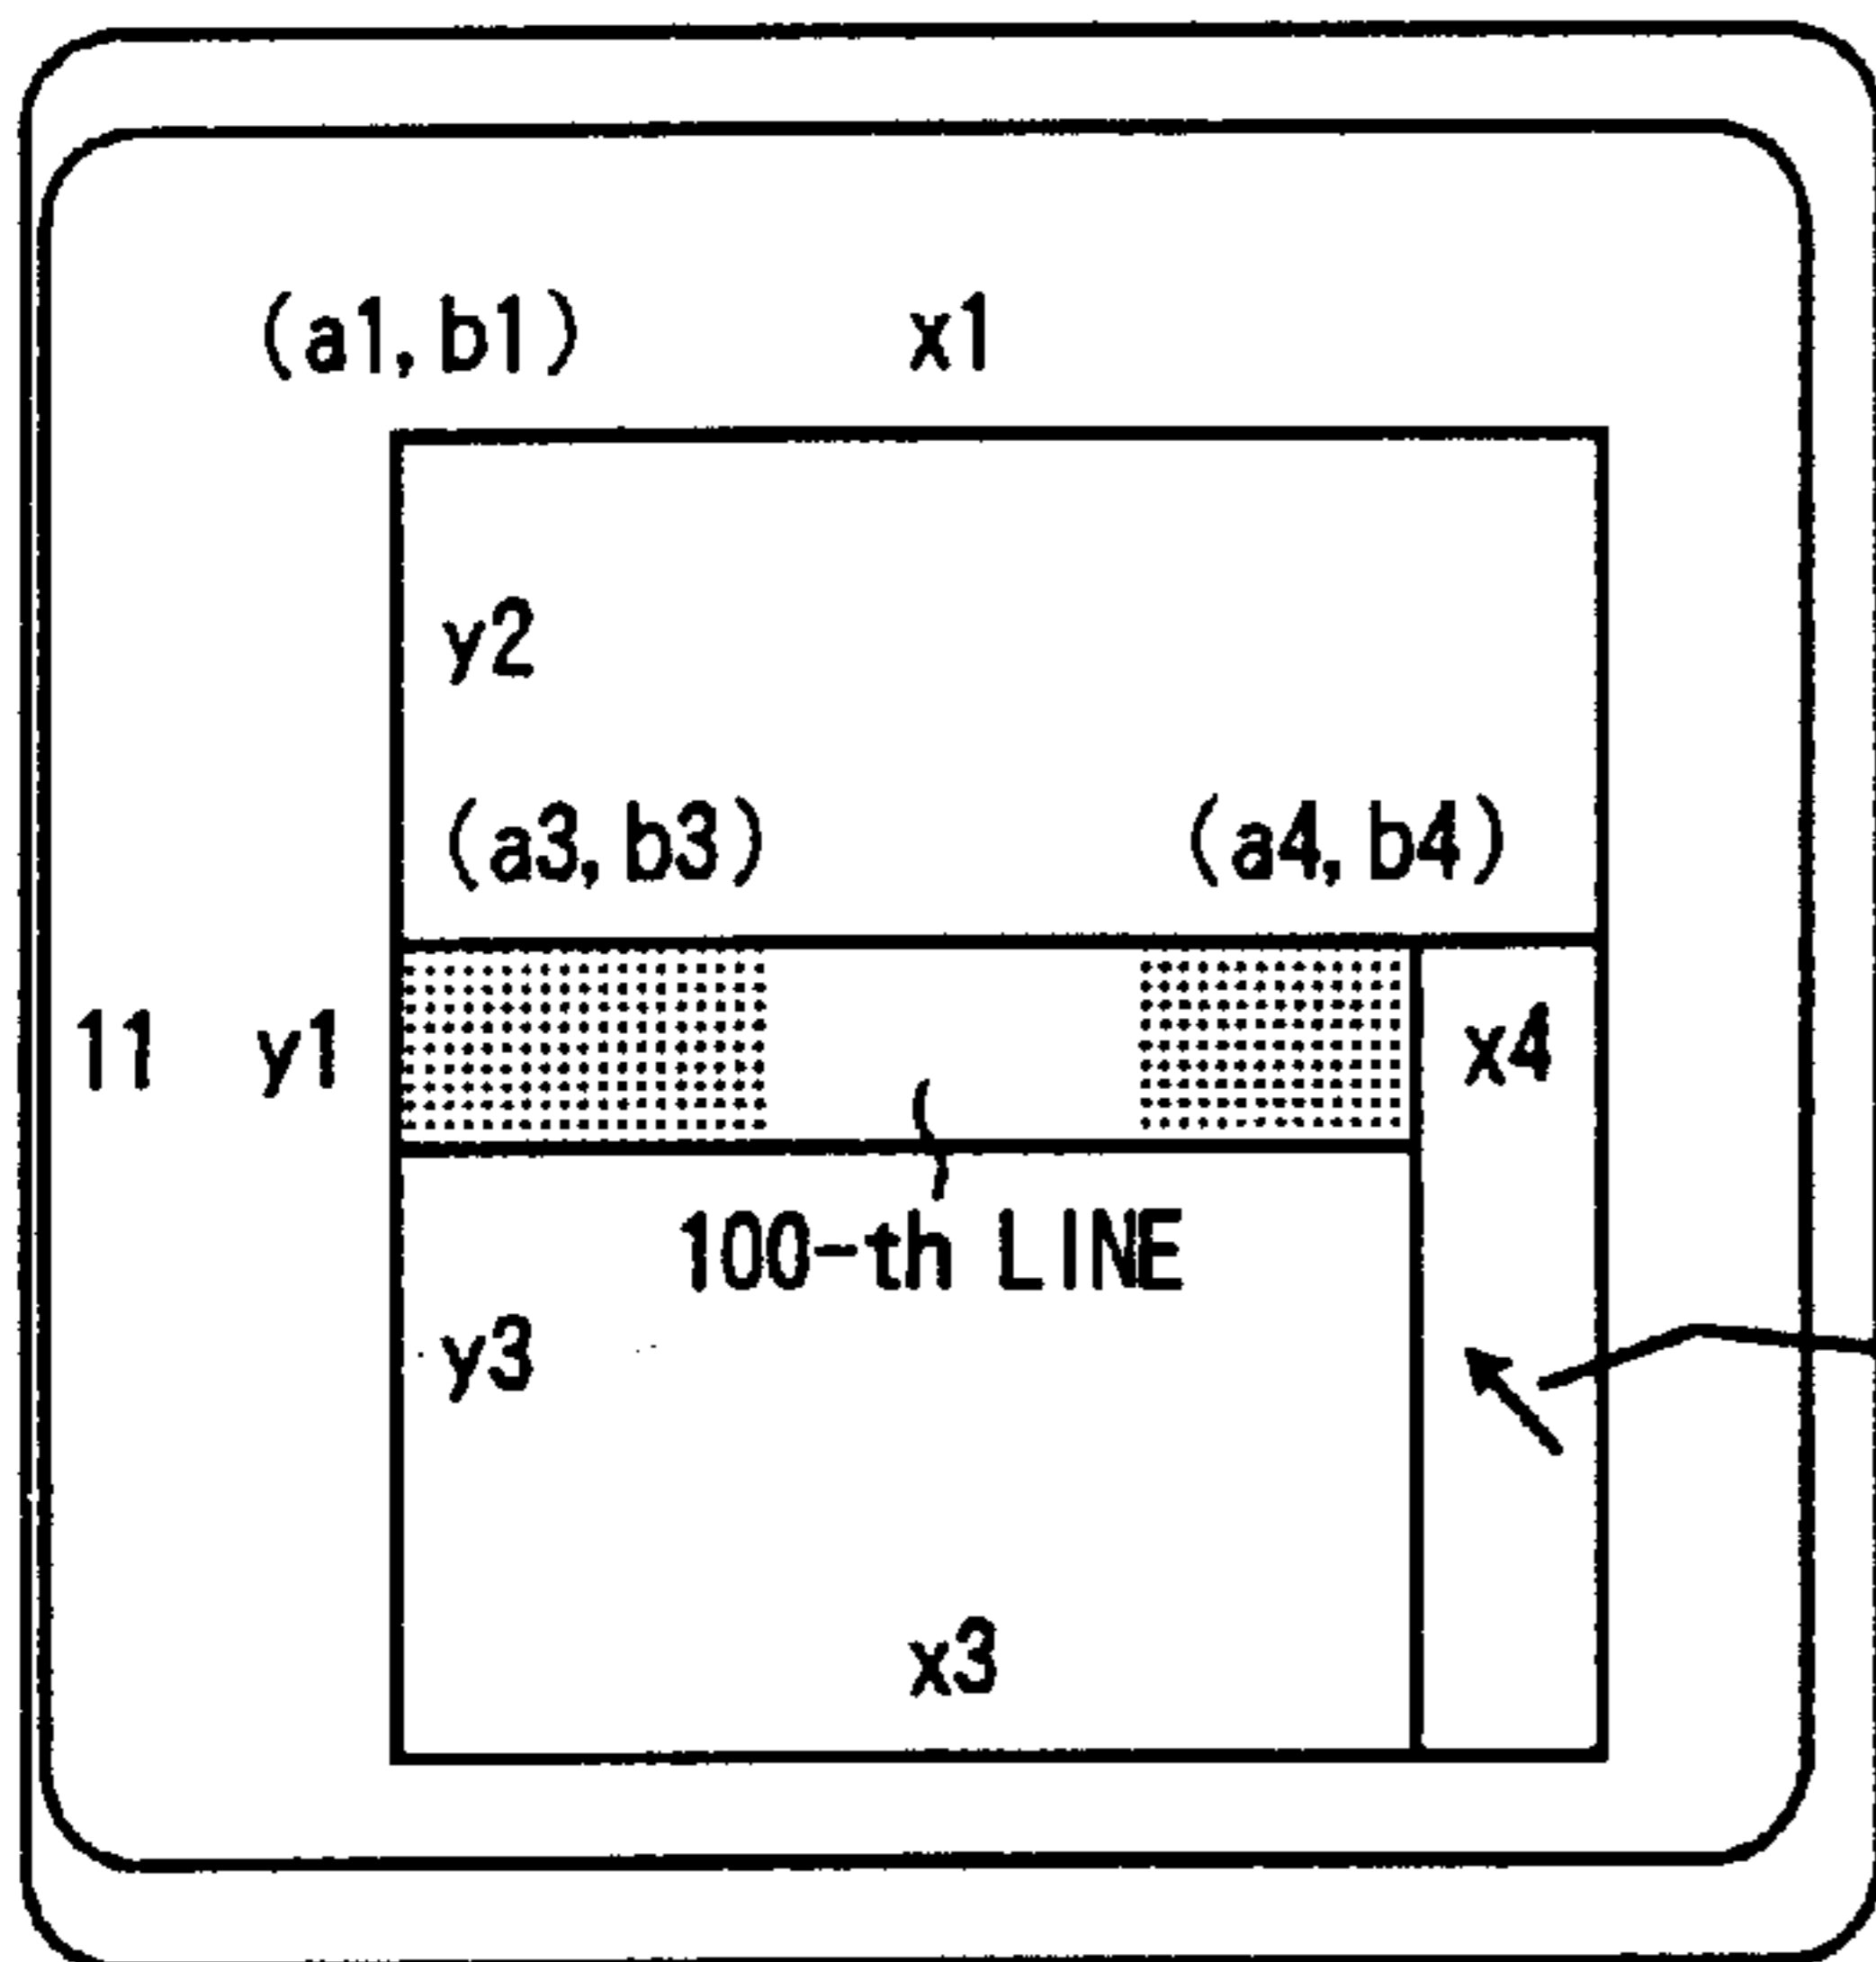 (a1,b1) x1
y2
(a3,b3) (a4,b4)
11 y1 x4
100-th LINE
y3
x3